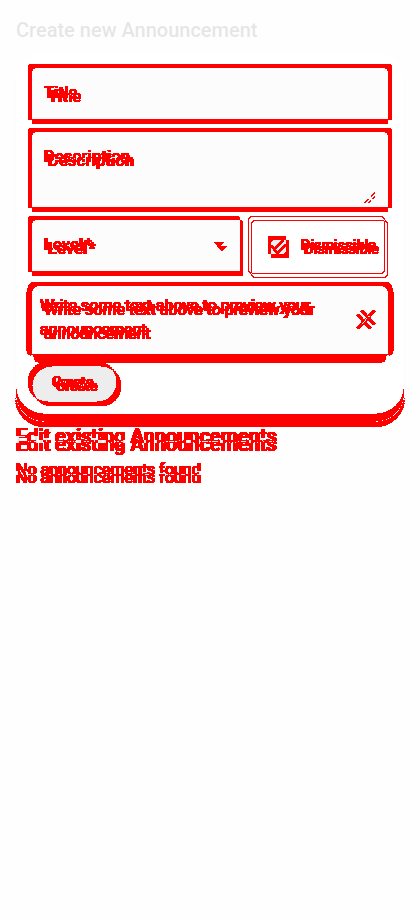 Create new Announcement
Title
Description
Level*
Dismissible
Write some text above to preview your
announcement
Create
Edit existing Announcements
No announcements found